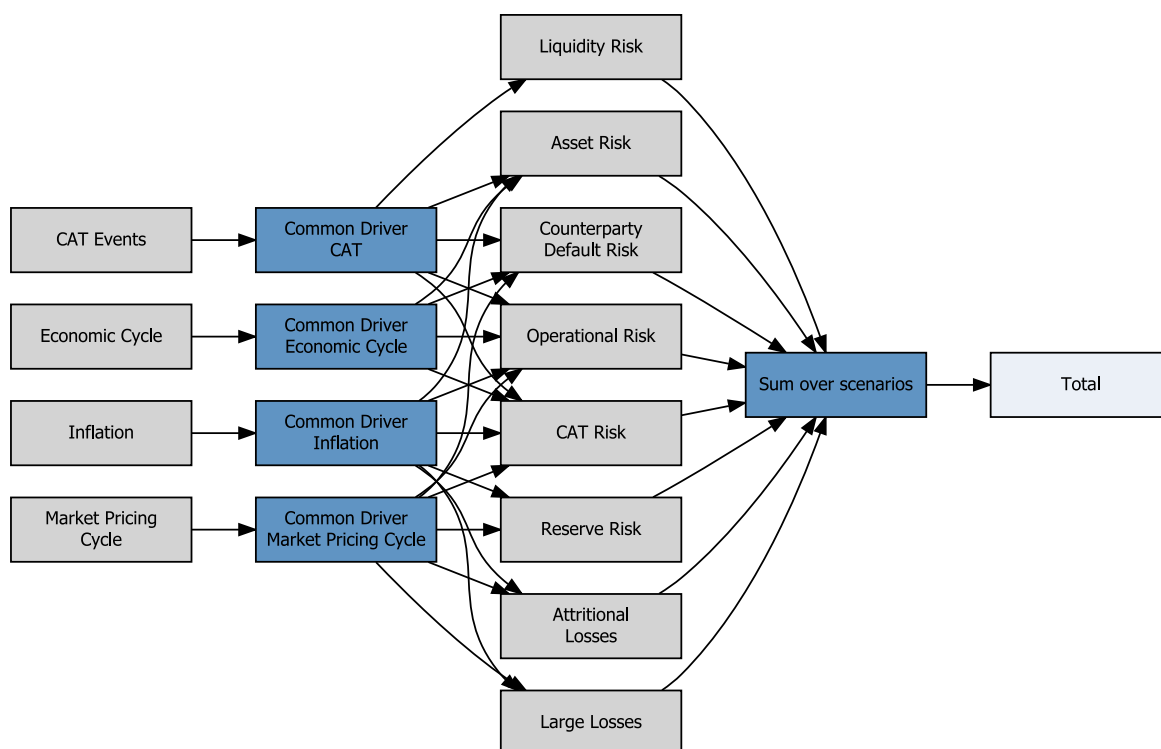 Liquidity Risk
Asset Risk
CAT Events
Common Driver
CAT
Counterparty
Default Risk
Economic Cycle
Common Driver
Economic Cycle
Operational Risk
Sum over scenarios
Total
Inflation
Common Driver
Inflation
CAT Risk
Market Pricing
Cycle
Common Driver
Market Pricing Cycle
Reserve Risk
Attritional
Losses
Large Losses